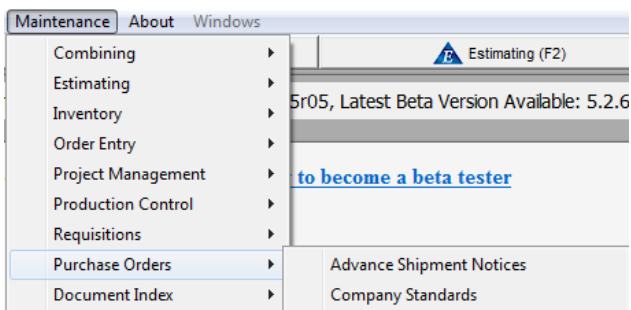 Maintenance About Windows
Combining
Estimating (F2)
Estimating
5r05, Latest Beta Version Available: 5.2.6
Inventory
Order Entry
Project Management
to become a beta tester
Production Control
Requisitions
Purchase Orders
Advance Shipment Notices
Document Index
Company Standards